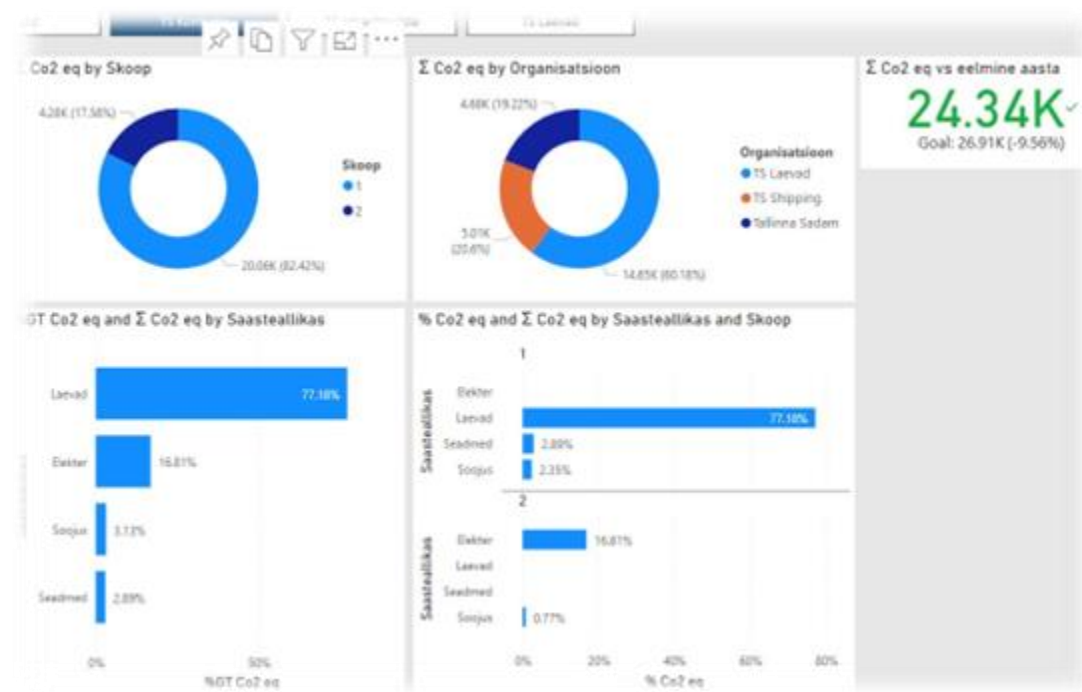 TS Laevad
Co2 eq by Skoop
4.28K (17.58%)
20.06K (82.42%)
Skoop
1
2
Σ Co2 eq by Organisatsioon
4.68K (19.22%)
5.01K
(20.6%)
14.65K (60.18%)
Organisatsioon
TS Laevad
TS Shipping
Tallinna Sadam
Σ Co2 eq vs eelmine aasta
24.34K
Goal: 26.91K (-9.56%)
GT Co2 eq and Σ Co2 eq by Saasteallikas
Laevad
77.18%
Elekter
16.81%
Soojus
3.13%
Seadmed
2.89%
0%
50%
%GT Co2 eq
% Co2 eq and Σ Co2 eq by Saasteallikas and Skoop
1
Saasteallikas
Elekter
Laevad
77.18%
Seadmed
2.89%
Soojus
2.35%
2
Saasteallikas
Elekter
16.81%
Laevad
Seadmed
Soojus
0.77%
0%
20%
40%
60%
80%
% Co2 eq